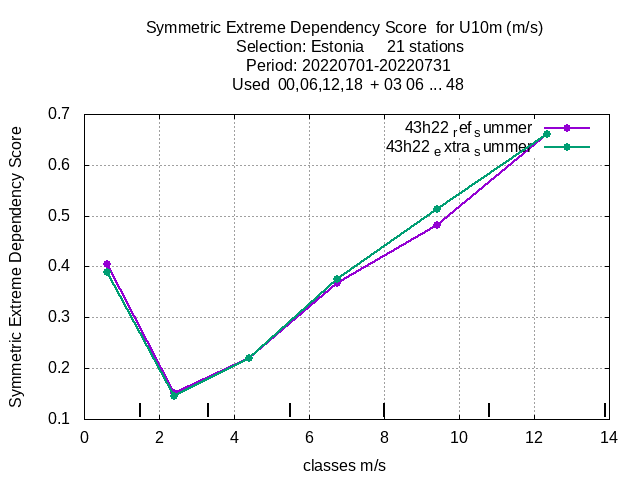 Symmetric Extreme Dependency Score  for U10m (m/s)
Selection: Estonia     21 stations
Period: 20220701-20220731
Used  00,06,12,18  + 03 06 ... 48
43h22 ref summer
43h22 extra summer
Symmetric Extreme Dependency Score
0.7
0.6
0.5
0.4
0.3
0.2
0.1
0 2 4 6 8 10 12 14
classes m/s